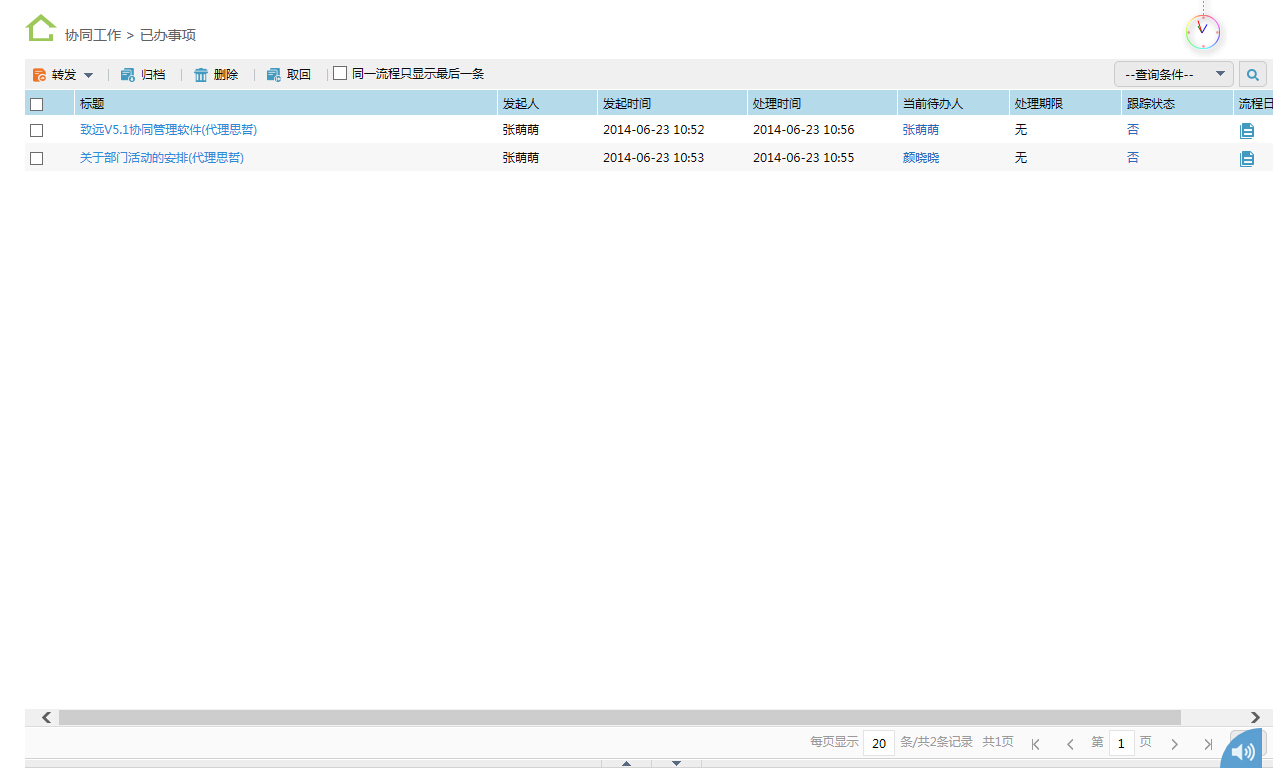 协同工作 > 已办事项
转发 归档 删除 取回 同一流程只显示最后一条 --查询条件--
标题 发起人 发起时间 处理时间 当前待办人 处理期限 跟踪状态 流程日
致远V5.1协同管理软件(代理思哲) 张萌萌 2014-06-23 10:52 2014-06-23 10:56 张萌萌 无 否
关于部门活动的安排(代理思哲) 张萌萌 2014-06-23 10:53 2014-06-23 10:55 颜晓晓 无 否
每页显示 20 条/共2条记录 共1页 第 1 页